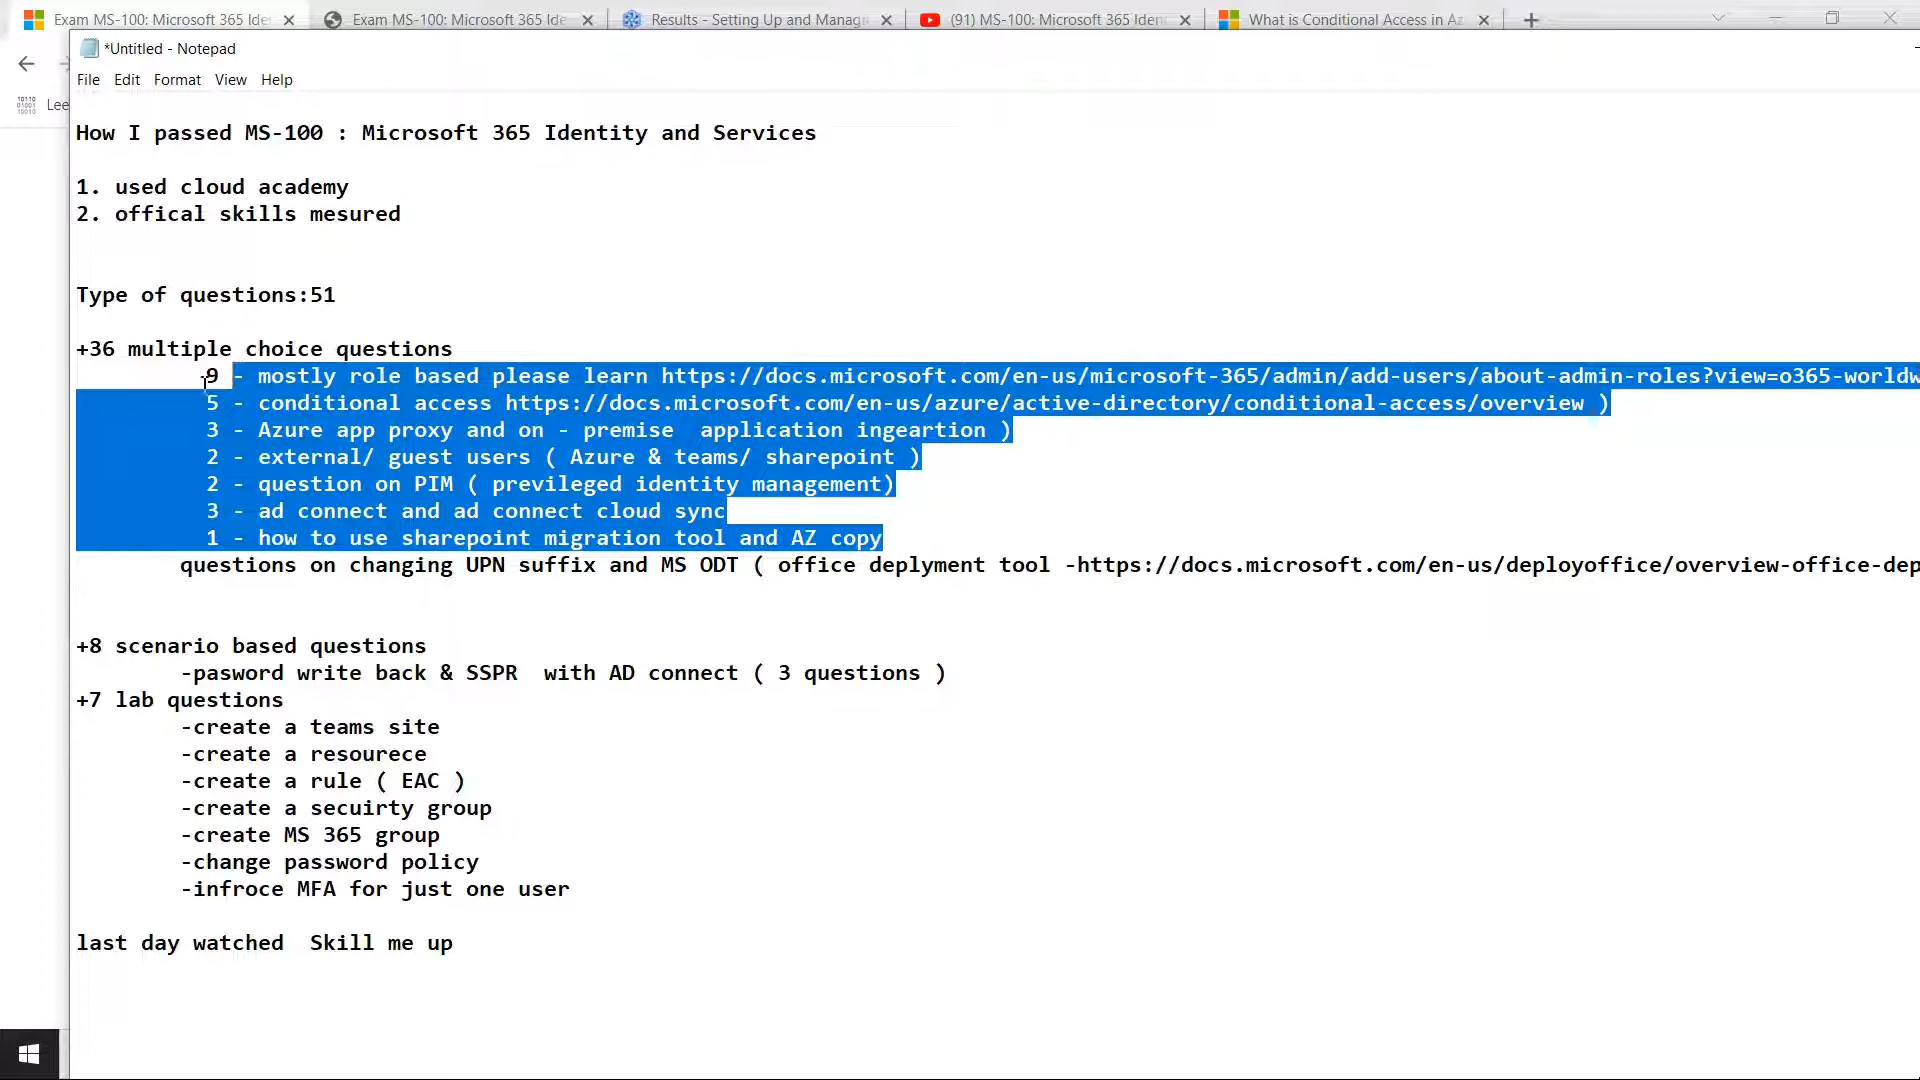 Exam MS-100: Microsoft 365 Ide
Exam MS-100: Microsoft 365 Ide
Results - Setting Up and Manag
(91) MS-100: Microsoft 365 Iden
What is Conditional Access in Az
*Untitled - Notepad
File Edit Format View Help
Lee
How I passed MS-100 : Microsoft 365 Identity and Services
1. used cloud academy
2. offical skills mesured
Type of questions:51
+36 multiple choice questions
-9 - mostly role based please learn https://docs.microsoft.com/en-us/microsoft-365/admin/add-users/about-admin-roles?view=o365-worldw
5 - conditional access https://docs.microsoft.com/en-us/azure/active-directory/conditional-access/overview )
3 - Azure app proxy and on - premise application ingeartion )
2 - external/ guest users ( Azure & teams/ sharepoint )
2 - question on PIM ( previleged identity management)
3 - ad connect and ad connect cloud sync
1 - how to use sharepoint migration tool and AZ copy
questions on changing UPN suffix and MS ODT ( office deplyment tool -https://docs.microsoft.com/en-us/deployoffice/overview-office-dep
+8 scenario based questions
-pasword write back & SSPR with AD connect ( 3 questions )
+7 lab questions
-create a teams site
-create a resourece
-create a rule ( EAC )
-create a secuirty group
-create MS 365 group
-change password policy
-infroce MFA for just one user
last day watched Skill me up